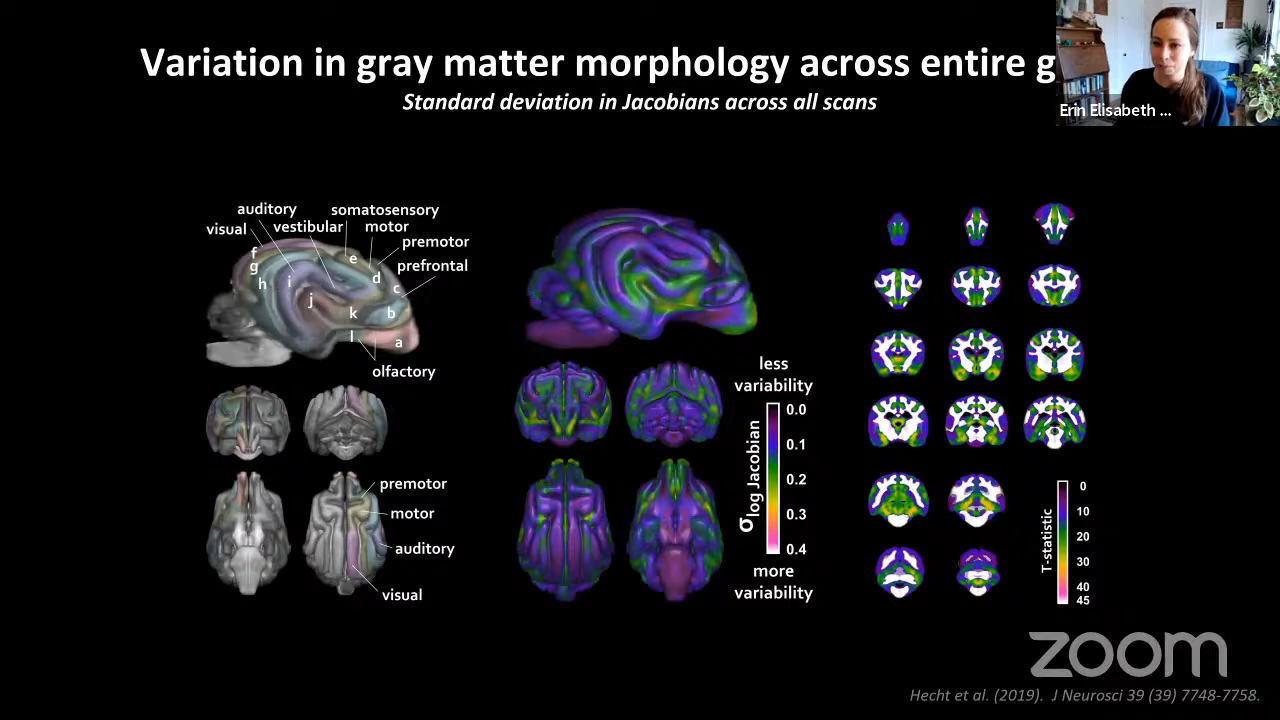 Variation in gray matter morphology across entire g
Standard deviation in Jacobians across all scans
Erin Elisabeth ...
auditory
somatosensory
visual
vestibular
motor
premotor
prefrontal
f
g
h
i
j
e
d
c
k
b
l
a
olfactory
premotor
motor
auditory
visual
less
variability
σlog Jacobian
0.0
0.1
0.2
0.3
0.4
more
variability
T-statistic
0
10
20
30
40
45
zoom
Hecht et al. (2019). J Neurosci 39 (39) 7748-7758.